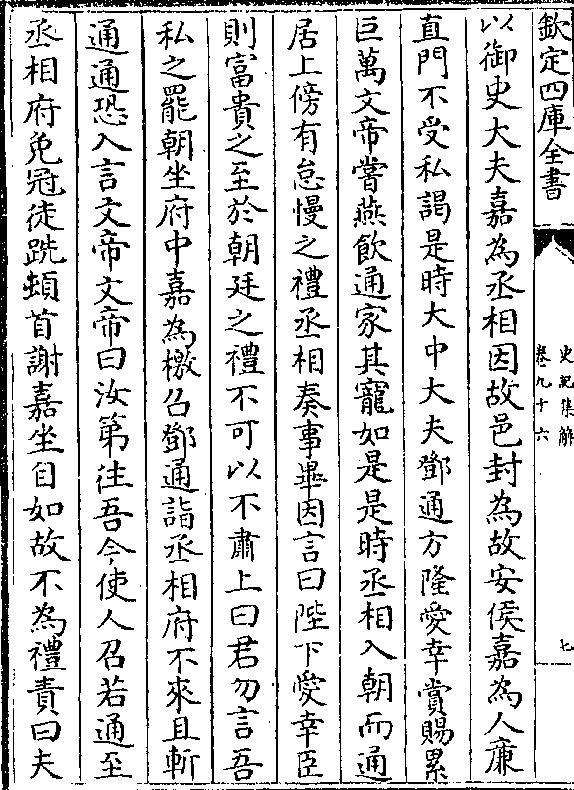 欽定四庫全書
史記集解
卷九十六
七
以御史大夫嘉為丞相因故邑封為故安侯嘉為人廉
直門不受私謁是時大中大夫鄧通方隆愛幸賞賜累
巨萬文帝嘗燕飲通家其寵如是是時丞相入朝而通
居上傍有怠慢之禮丞相奏事畢因言曰陛下愛幸臣
則富貴之至於朝廷之禮不可以不肅上曰君勿言吾
私之罷朝坐府中嘉為檄召鄧通詣丞相府不來且斬
通通恐入言文帝文帝曰汝第往吾今使人召若通至
丞相府免冠徒跣頓首謝嘉坐自如故不為禮責曰夫